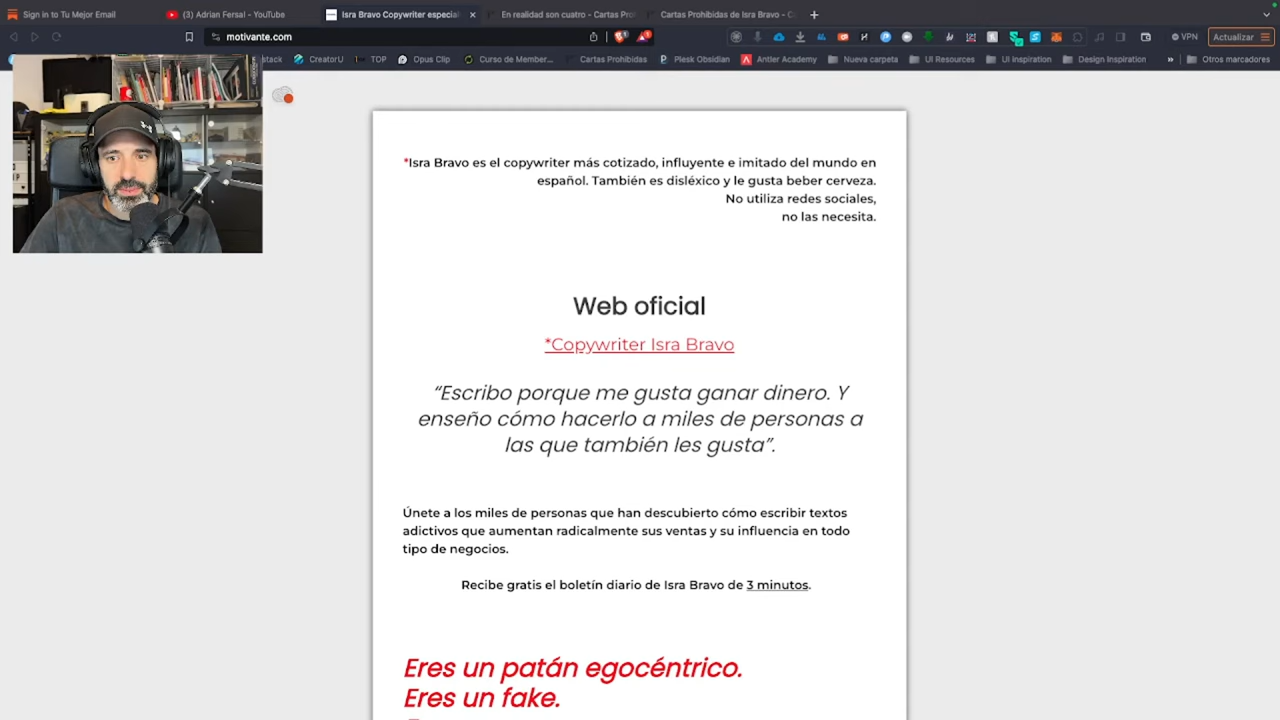 Sign in to Tu Mejor Email
(3) Adrian Fersal - YouTube
Isra Bravo Copywriter especial
En realidad son cuatro - Cartas Pro
Cartas Prohibidas de Isra Bravo - C
motivante.com
VPN
Actualizar
stack
CreatorU
TOP
Opus Clip
Curso de Member...
Cartas Prohibidas
Plesk Obsidian
Antler Academy
Nueva carpeta
UI Resources
UI Inspiration
Design Inspiration
»
Otros marcadores
*Isra Bravo es el copywriter más cotizado, influyente e imitado del mundo en
español. También es disléxico y le gusta beber cerveza.
No utiliza redes sociales,
no las necesita.
Web oficial
*Copywriter Isra Bravo
“Escribo porque me gusta ganar dinero. Y
enseño cómo hacerlo a miles de personas a
las que también les gusta”.
Únete a los miles de personas que han descubierto cómo escribir textos
adictivos que aumentan radicalmente sus ventas y su influencia en todo
tipo de negocios.
Recibe gratis el boletín diario de Isra Bravo de 3 minutos.
Eres un patán egocéntrico.
Eres un fake.